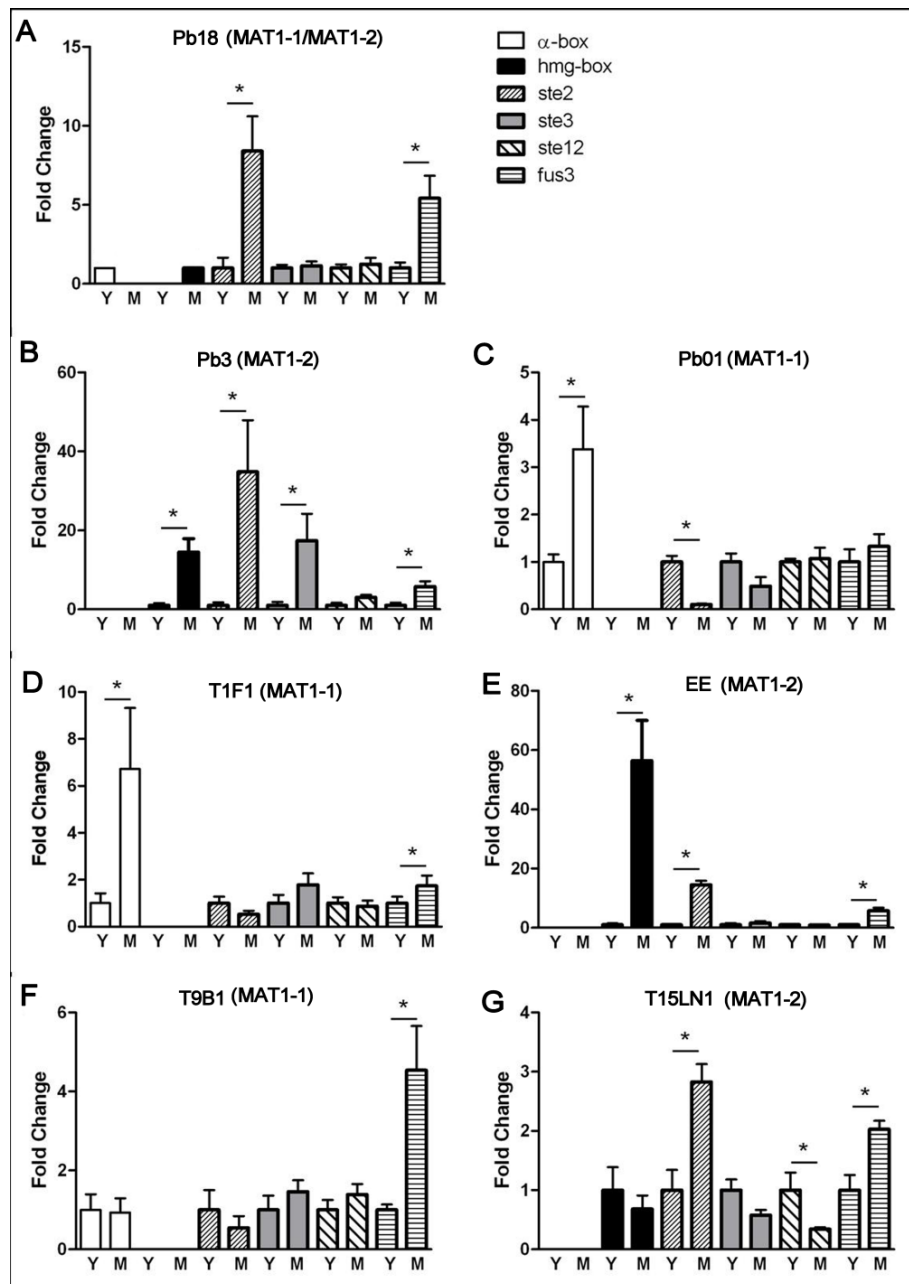 A
Pb18 (MAT1-1/MAT1-2)
Fold Change
15
10
5
0
*
*
Y M Y M Y M Y M Y M Y M
α-box
hmg-box
ste2
ste3
ste12
fus3
B
Pb3 (MAT1-2)
Fold Change
60
40
20
0
*
*
*
*
Y M Y M Y M Y M Y M Y M
C
Pb01 (MAT1-1)
Fold Change
5
4
3
2
1
0
*
*
Y M Y M Y M Y M Y M Y M
D
T1F1 (MAT1-1)
Fold Change
10
8
6
4
2
0
*
*
Y M Y M Y M Y M Y M Y M
E
EE (MAT1-2)
Fold Change
80
60
40
20
0
*
*
*
Y M Y M Y M Y M Y M Y M
F
T9B1 (MAT1-1)
Fold Change
6
4
2
0
*
Y M Y M Y M Y M Y M Y M
G
T15LN1 (MAT1-2)
Fold Change
4
3
2
1
0
*
*
*
Y M Y M Y M Y M Y M Y M